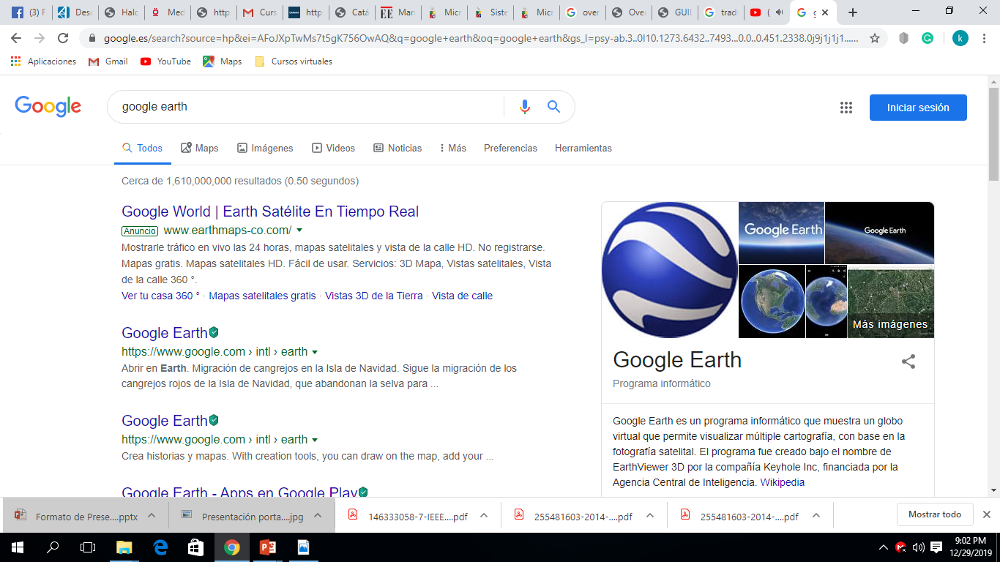 (3) F
Desc
Halo
Med
http
Curs
http
Catá
Man
Micr
Siste
Micr
over
Over
GUID
trad
(
g
google.es/search?source=hp&ei=AFoJXpTwMs7t5gK756OwAQ&q=google+earth&oq=google+earth&gs_l=psy-ab.3..0l10.1273.6432..7493...0.0..0.451.2338.0j9j1j1j1......
k
Aplicaciones
Gmail
YouTube
Maps
Cursos virtuales
Google
google earth
Iniciar sesión
Todos
Maps
Imágenes
Videos
Noticias
Más
Preferencias
Herramientas
Cerca de 1,610,000,000 resultados (0.50 segundos)
Google World | Earth Satélite En Tiempo Real
Anuncio www.earthmaps-co.com/
Mostrarle tráfico en vivo las 24 horas, mapas satelitales y vista de la calle HD. No registrarse.
Mapas gratis. Mapas satelitales HD. Fácil de usar. Servicios: 3D Mapa, Vistas satelitales, Vista
de la calle 360 °.
Ver tu casa 360 ° · Mapas satelitales gratis · Vistas 3D de la Tierra · Vista de calle
Google Earth
https://www.google.com › intl › earth
Abrir en Earth. Migración de cangrejos en la Isla de Navidad. Sigue la migración de los
cangrejos rojos de la Isla de Navidad, que abandonan la selva para ...
Google Earth
https://www.google.com › intl › earth
Crea historias y mapas. With creation tools, you can draw on the map, add your ...
Google Earth - Apps en Google Play
Google Earth
Google Earth
Más imágenes
Google Earth
Programa informático
Google Earth es un programa informático que muestra un globo
virtual que permite visualizar múltiple cartografía, con base en la
fotografía satelital. El programa fue creado bajo el nombre de
EarthViewer 3D por la compañía Keyhole Inc, financiada por la
Agencia Central de Inteligencia. Wikipedia
Formato de Prese....pptx
Presentación porta....jpg
146333058-7-IEEE....pdf
255481603-2014-....pdf
255481603-2014-....pdf
Mostrar todo
9:02 PM
12/29/2019